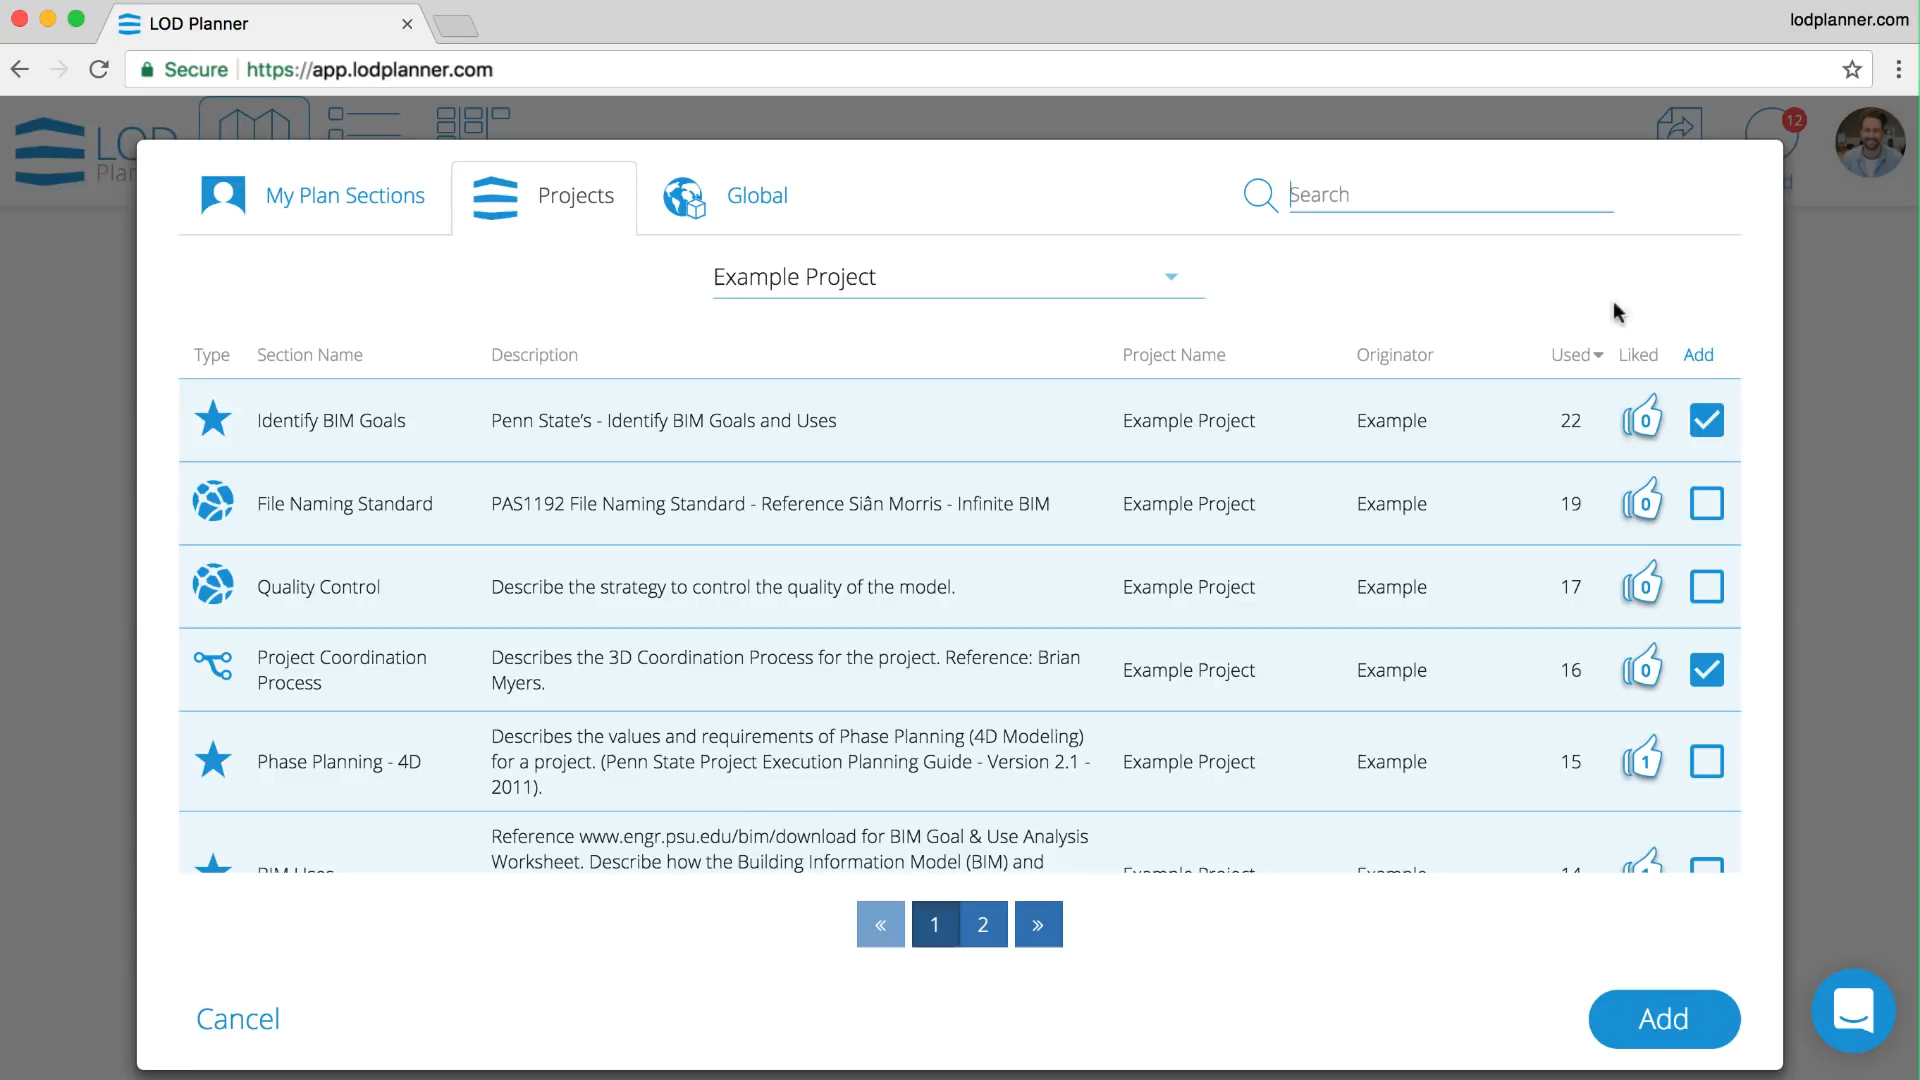 LOD Planner
lodplanner.com
Secure
https://app.lodplanner.com
12
My Plan Sections
Projects
Global
Search
Example Project
Type
Section Name
Description
Project Name
Originator
Used
Liked
Add
Identify BIM Goals
Penn State’s - Identify BIM Goals and Uses
Example Project
Example
22
0
File Naming Standard
PAS1192 File Naming Standard - Reference Siân Morris - Infinite BIM
Example Project
Example
19
0
Quality Control
Describe the strategy to control the quality of the model.
Example Project
Example
17
0
Project Coordination
Process
Describes the 3D Coordination Process for the project. Reference: Brian
Myers.
Example Project
Example
16
0
Phase Planning - 4D
Describes the values and requirements of Phase Planning (4D Modeling)
for a project. (Penn State Project Execution Planning Guide - Version 2.1 -
2011).
Example Project
Example
15
1
BIM Uses
Reference www.engr.psu.edu/bim/download for BIM Goal & Use Analysis
Worksheet. Describe how the Building Information Model (BIM) and
Example Project
Example
14
1
«
1
2
»
Cancel
Add